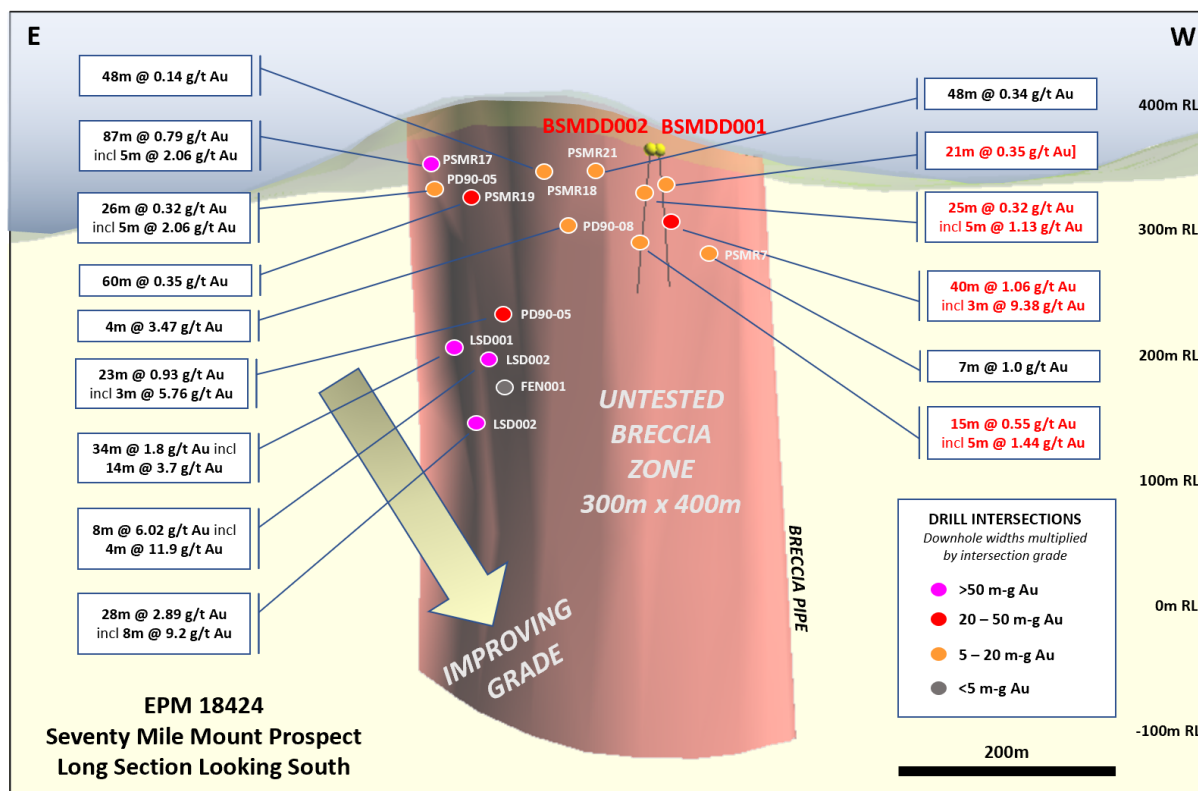 E
W
48m @ 0.14 g/t Au
87m @ 0.79 g/t Au
incl 5m @ 2.06 g/t Au
26m @ 0.32 g/t Au
incl 5m @ 2.06 g/t Au
60m @ 0.35 g/t Au
4m @ 3.47 g/t Au
23m @ 0.93 g/t Au
incl 3m @ 5.76 g/t Au
34m @ 1.8 g/t Au incl
14m @ 3.7 g/t Au
8m @ 6.02 g/t Au incl
4m @ 11.9 g/t Au
28m @ 2.89 g/t Au
incl 8m @ 9.2 g/t Au
BSMDD002
BSMDD001
PSMR17
PD90-05
PSMR19
PSMR21
PSMR18
PD90-08
PSMR7
PD90-05
LSD001
LSD002
FEN001
LSD002
UNTESTED
BRECCIA
ZONE
300m x 400m
IMPROVING
GRADE
BRECCIA PIPE
48m @ 0.34 g/t Au
21m @ 0.35 g/t Au]
25m @ 0.32 g/t Au
incl 5m @ 1.13 g/t Au
40m @ 1.06 g/t Au
incl 3m @ 9.38 g/t Au
7m @ 1.0 g/t Au
15m @ 0.55 g/t Au
incl 5m @ 1.44 g/t Au
400m RL
300m RL
200m RL
100m RL
0m RL
-100m RL
DRILL INTERSECTIONS
Downhole widths multiplied
by intersection grade
>50 m-g Au
20 – 50 m-g Au
5 – 20 m-g Au
<5 m-g Au
200m
EPM 18424
Seventy Mile Mount Prospect
Long Section Looking South